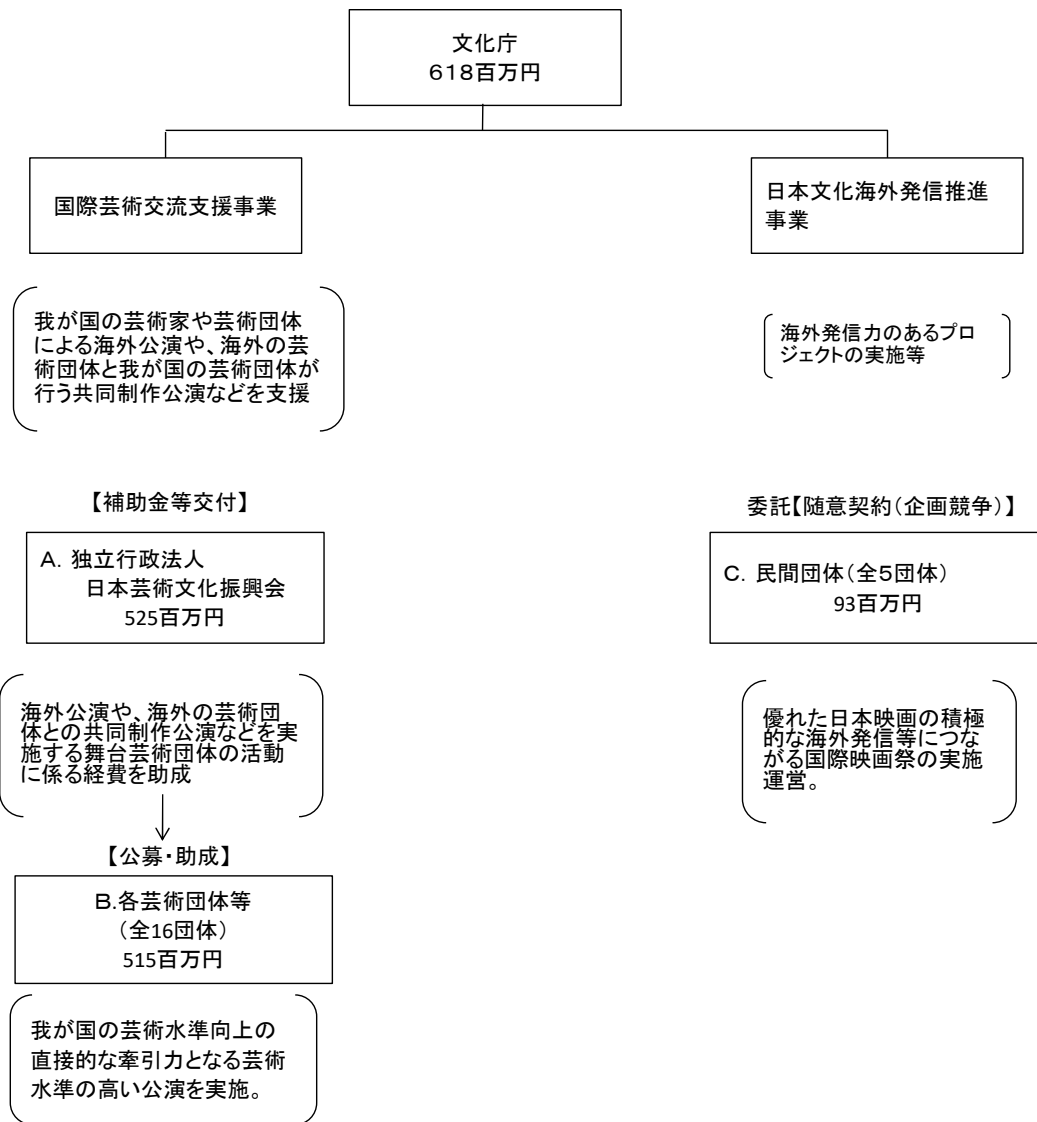 文化庁
618百万円
国際芸術交流支援事業
日本文化海外発信推進
事業
我が国の芸術家や芸術団体
による海外公演や、海外の芸
術団体と我が国の芸術団体が
行う共同制作公演などを支援
海外発信力のあるプロ
ジェクトの実施等
【補助金等交付】
委託【随意契約(企画競争)】
A. 独立行政法人
日本芸術文化振興会
525百万円
C. 民間団体(全5団体)
93百万円
海外公演や、海外の芸術団
体との共同制作公演などを実
施する舞台芸術団体の活動
に係る経費を助成
優れた日本映画の積極
的な海外発信等につな
がる国際映画祭の実施
運営。
【公募・助成】
B.各芸術団体等
(全16団体)
515百万円
我が国の芸術水準向上の
直接的な牽引力となる芸術
水準の高い公演を実施。